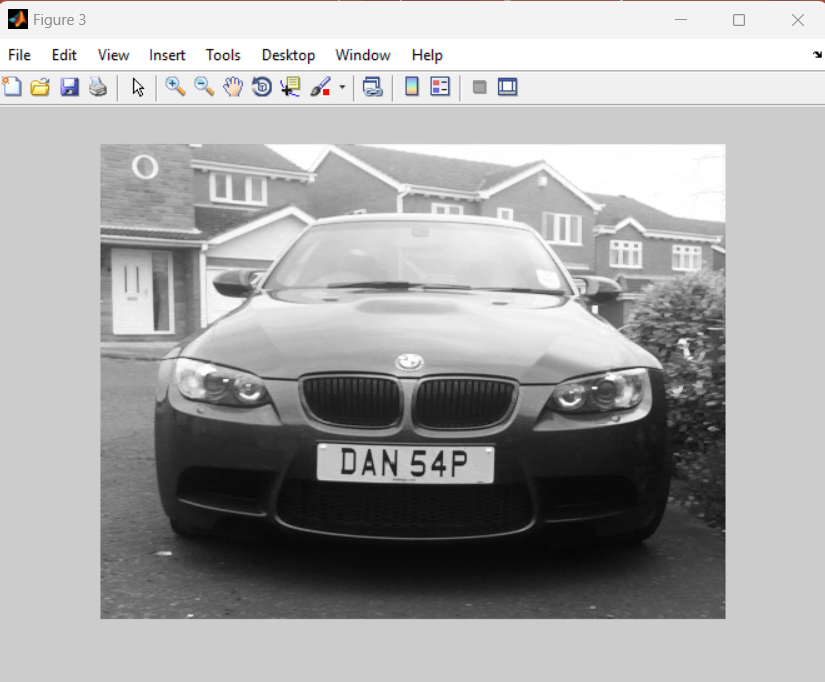 Figure 3
File Edit View Insert Tools Desktop Window Help
DAN 54P